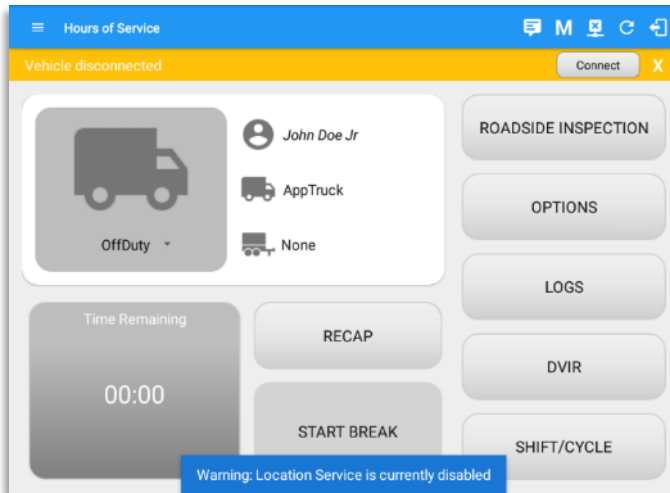 Hours of Service
M
Vehicle disconnected
Connect
X
John Doe Jr
AppTruck
None
OffDuty
Time Remaining
00:00
RECAP
START BREAK
ROADSIDE INSPECTION
OPTIONS
LOGS
DVIR
SHIFT/CYCLE
Warning: Location Service is currently disabled